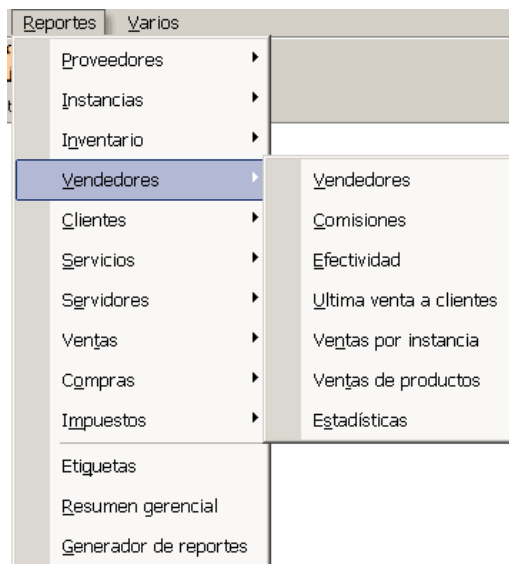 Reportes Varios
Proveedores
Instancias
Inventario
Vendedores
Clientes
Servicios
Servidores
Ventas
Compras
Impuestos
Etiquetas
Resumen gerencial
Generador de reportes
Vendedores
Comisiones
Efectividad
Ultima venta a clientes
Ventas por instancia
Ventas de productos
Estadísticas